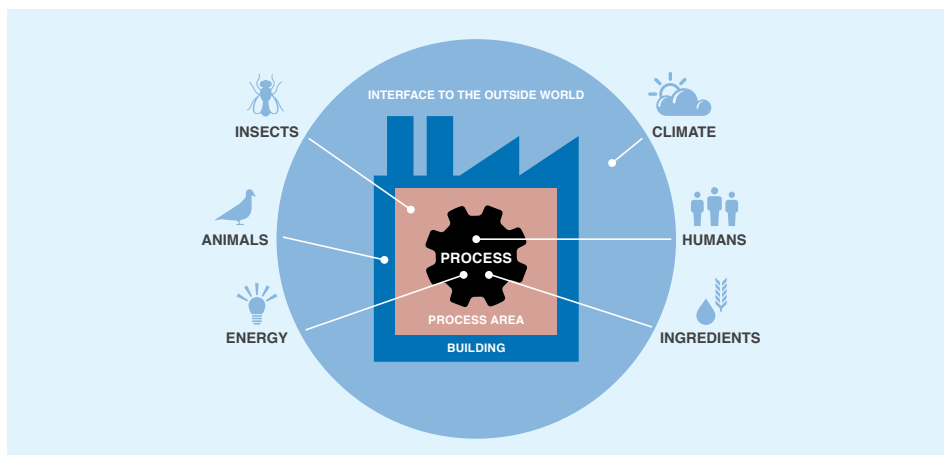 INTERFACE TO THE OUTSIDE WORLD
INSECTS
CLIMATE
ANIMALS
HUMANS
PROCESS
PROCESS AREA
ENERGY
INGREDIENTS
BUILDING